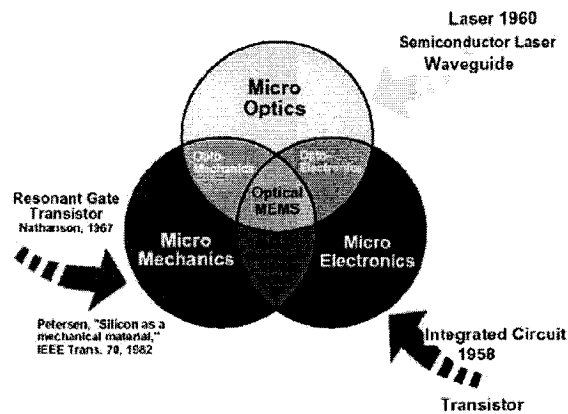 Laser 1960
Semiconductor Laser
Waveguide
Micro
Optics
Opto-
Mechanics
Opto-
Electronics
Optical
MEMS
Resonant Gate
Transistor
Nathanson, 1967
Micro
Mechanics
Micro
Electronics
Petersen, "Silicon as a
mechanical material,"
IEEE Trans. 70, 1982
Integrated Circuit
1958
Transistor